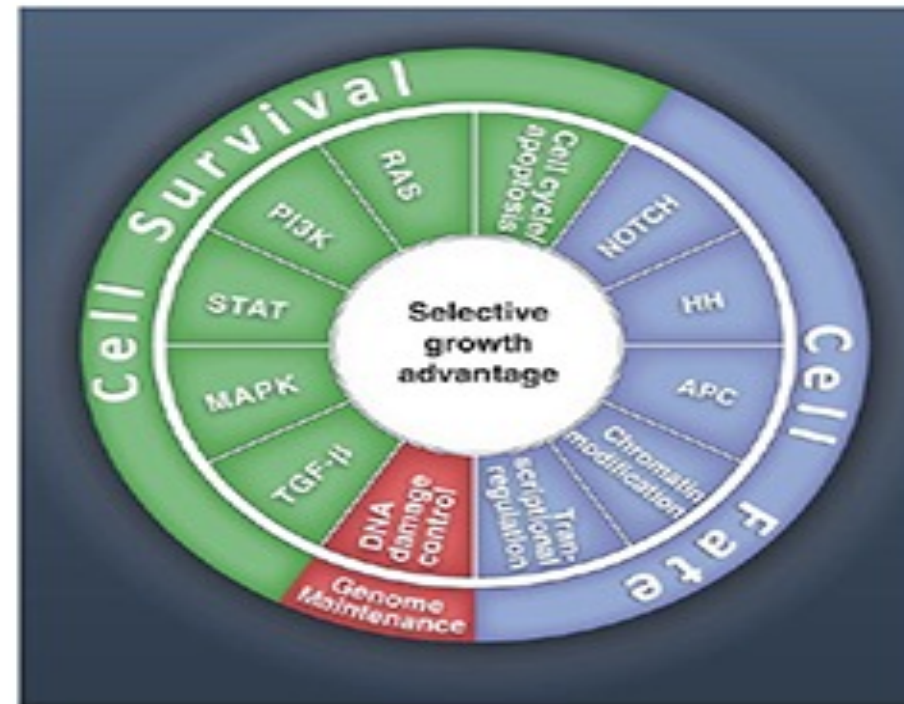 Cell Survival
Cell Fate
Genome
Maintenance
Cell cycle/
apoptosis
NOTCH
HH
APC
Chromatin
modification
Tran-
scriptional
regulation
DNA
damage
control
TGF-β
MAPK
STAT
PI3K
RAS
Selective
growth
advantage